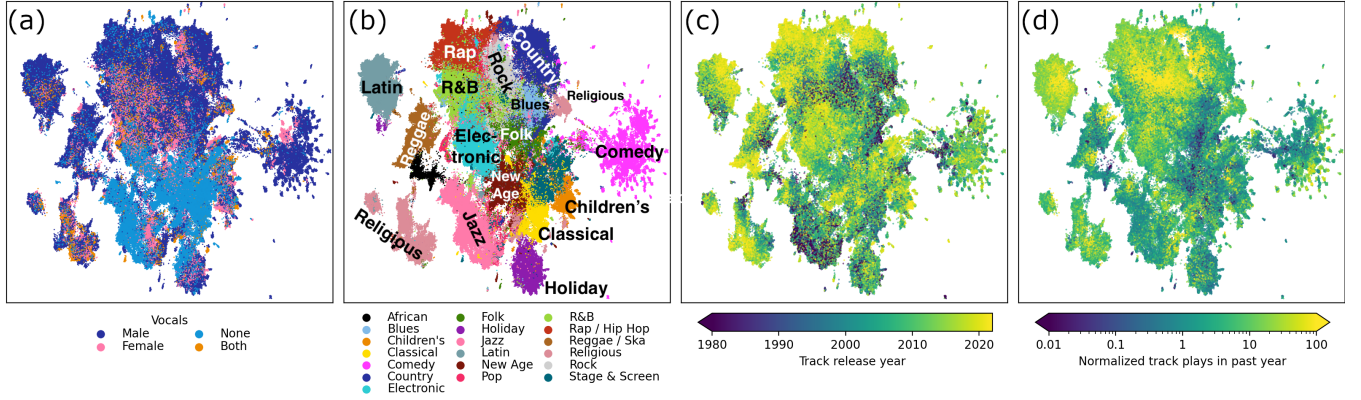 (a)
(b)
(c)
(d)
Rap
Rock
Country
Latin
R&B
Blues
Religious
Reggae
Elec-
tronic
Folk
Comedy
New
Age
Children's
Religious
Jazz
Classical
Holiday
Vocals
Male
None
Female
Both
African
Folk
R&B
Blues
Holiday
Rap / Hip Hop
Children's
Jazz
Reggae / Ska
Classical
Latin
Religious
Comedy
New Age
Rock
Country
Pop
Stage & Screen
Electronic
1980 1990 2000 2010 2020
Track release year
0.01 0.1 1 10 100
Normalized track plays in past year